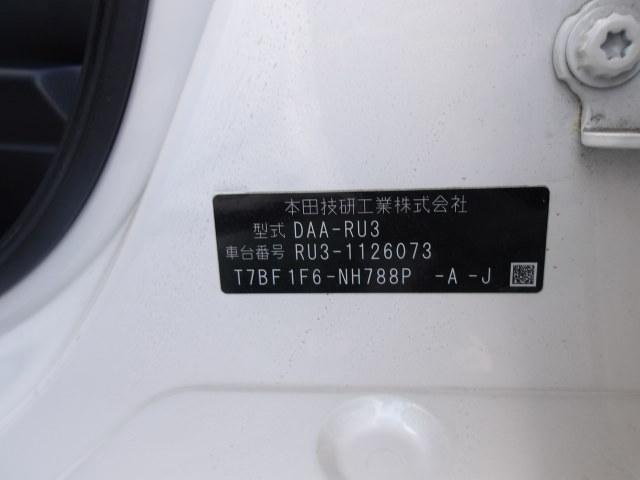 本田技研工業株式会社
型式 DAA-RU3
車台番号 RU3-1126073
T7BF1F6-NH788P -A -J